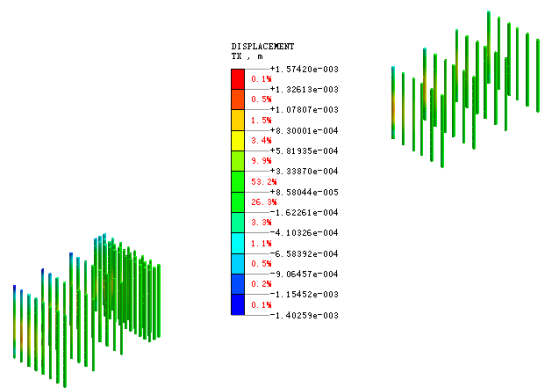 DISPLACEMENT
TX , m
+1.57420e-003
0.1%
+1.32613e-003
0.5%
+1.07807e-003
1.5%
+8.30001e-004
3.4%
+5.81935e-004
9.9%
+3.33870e-004
53.2%
+8.58044e-005
26.3%
-1.62261e-004
3.3%
-4.10326e-004
1.1%
-6.58392e-004
0.5%
-9.06457e-004
0.2%
-1.15452e-003
0.1%
-1.40259e-003